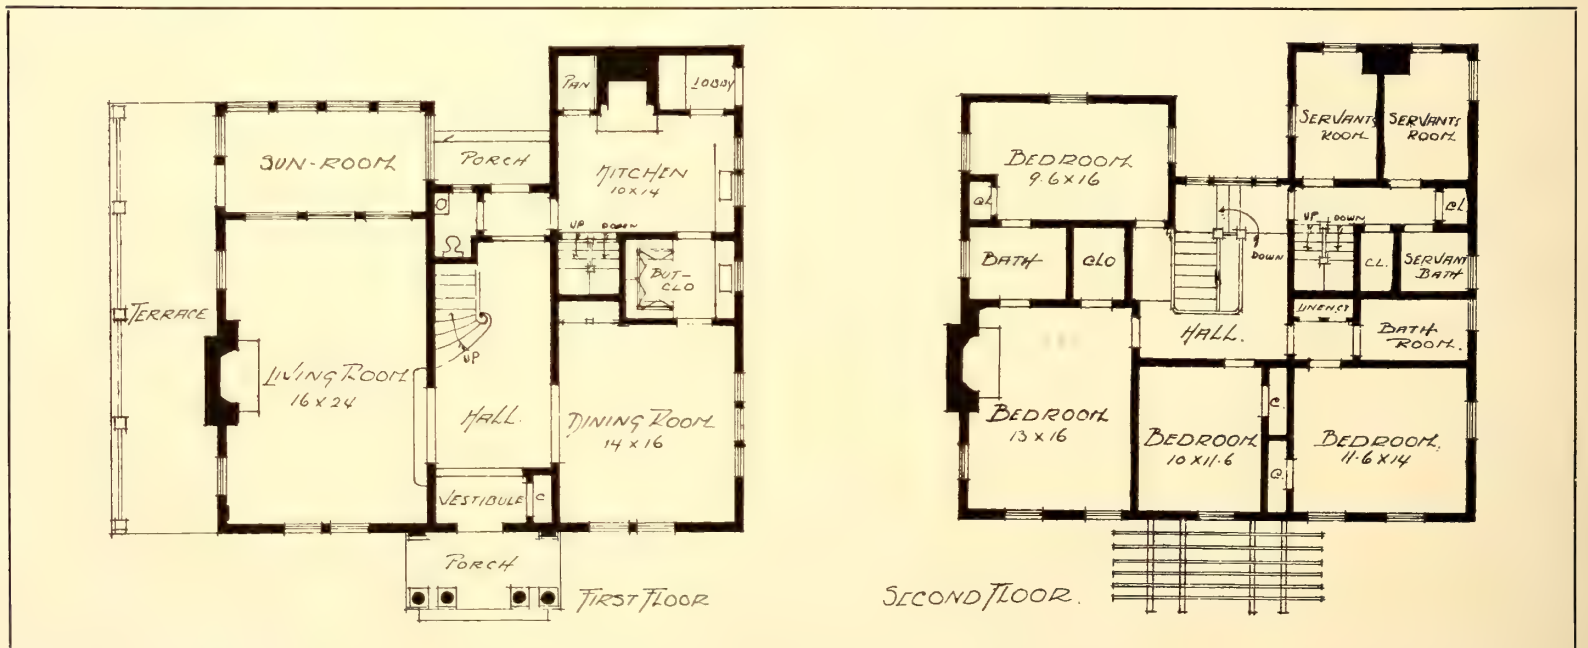 PAN
LOBBY
SUN-ROOM
PORCH
KITCHEN
10 X 14
UP DOWN
BUT-
CLO
TERRACE
UP
LIVING ROOM
16 X 24
HALL.
DINING ROOM
14 X 16
VESTIBULE
C
PORCH
FIRST FLOOR
BEDROOM
9-6 X 16
CL
SERVANTS
ROOM
SERVANTS
ROOM
CL
UP DOWN
DOWN
BATH
CLO
CL.
SERVANT
BATH
LINEN CL
HALL.
BATH
ROOM.
BEDROOM
13 X 16
BEDROOM
10 X 11-6
C.
C.
BEDROOM.
11-6 X 14
SECOND FLOOR.